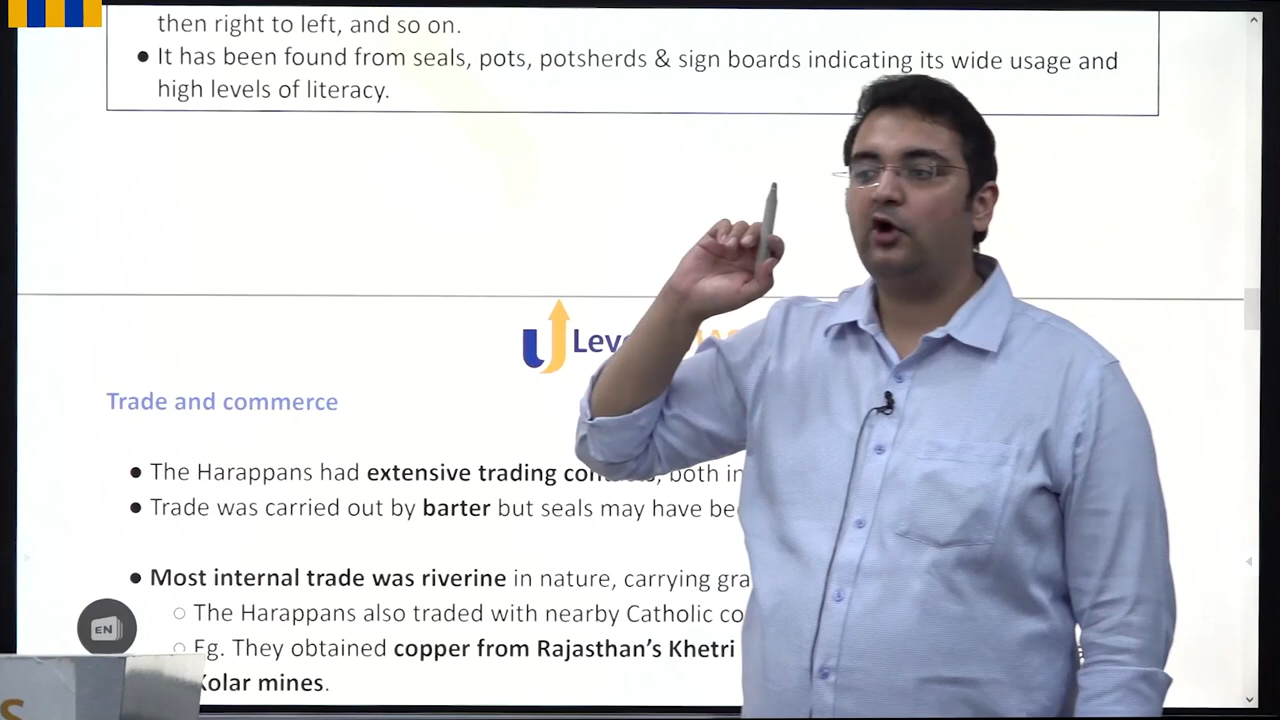 then right to left, and so on.
● It has been found from seals, pots, potsherds & sign boards indicating its wide usage and
high levels of literacy.
Leve
IAS
Trade and commerce
● The Harappans had extensive trading con , both in
● Trade was carried out by barter but seals may have be
● Most internal trade was riverine in nature, carrying gra
○ The Harappans also traded with nearby Catholic co
○ Eg. They obtained copper from Rajasthan's Khetri
Kolar mines.
EN
S